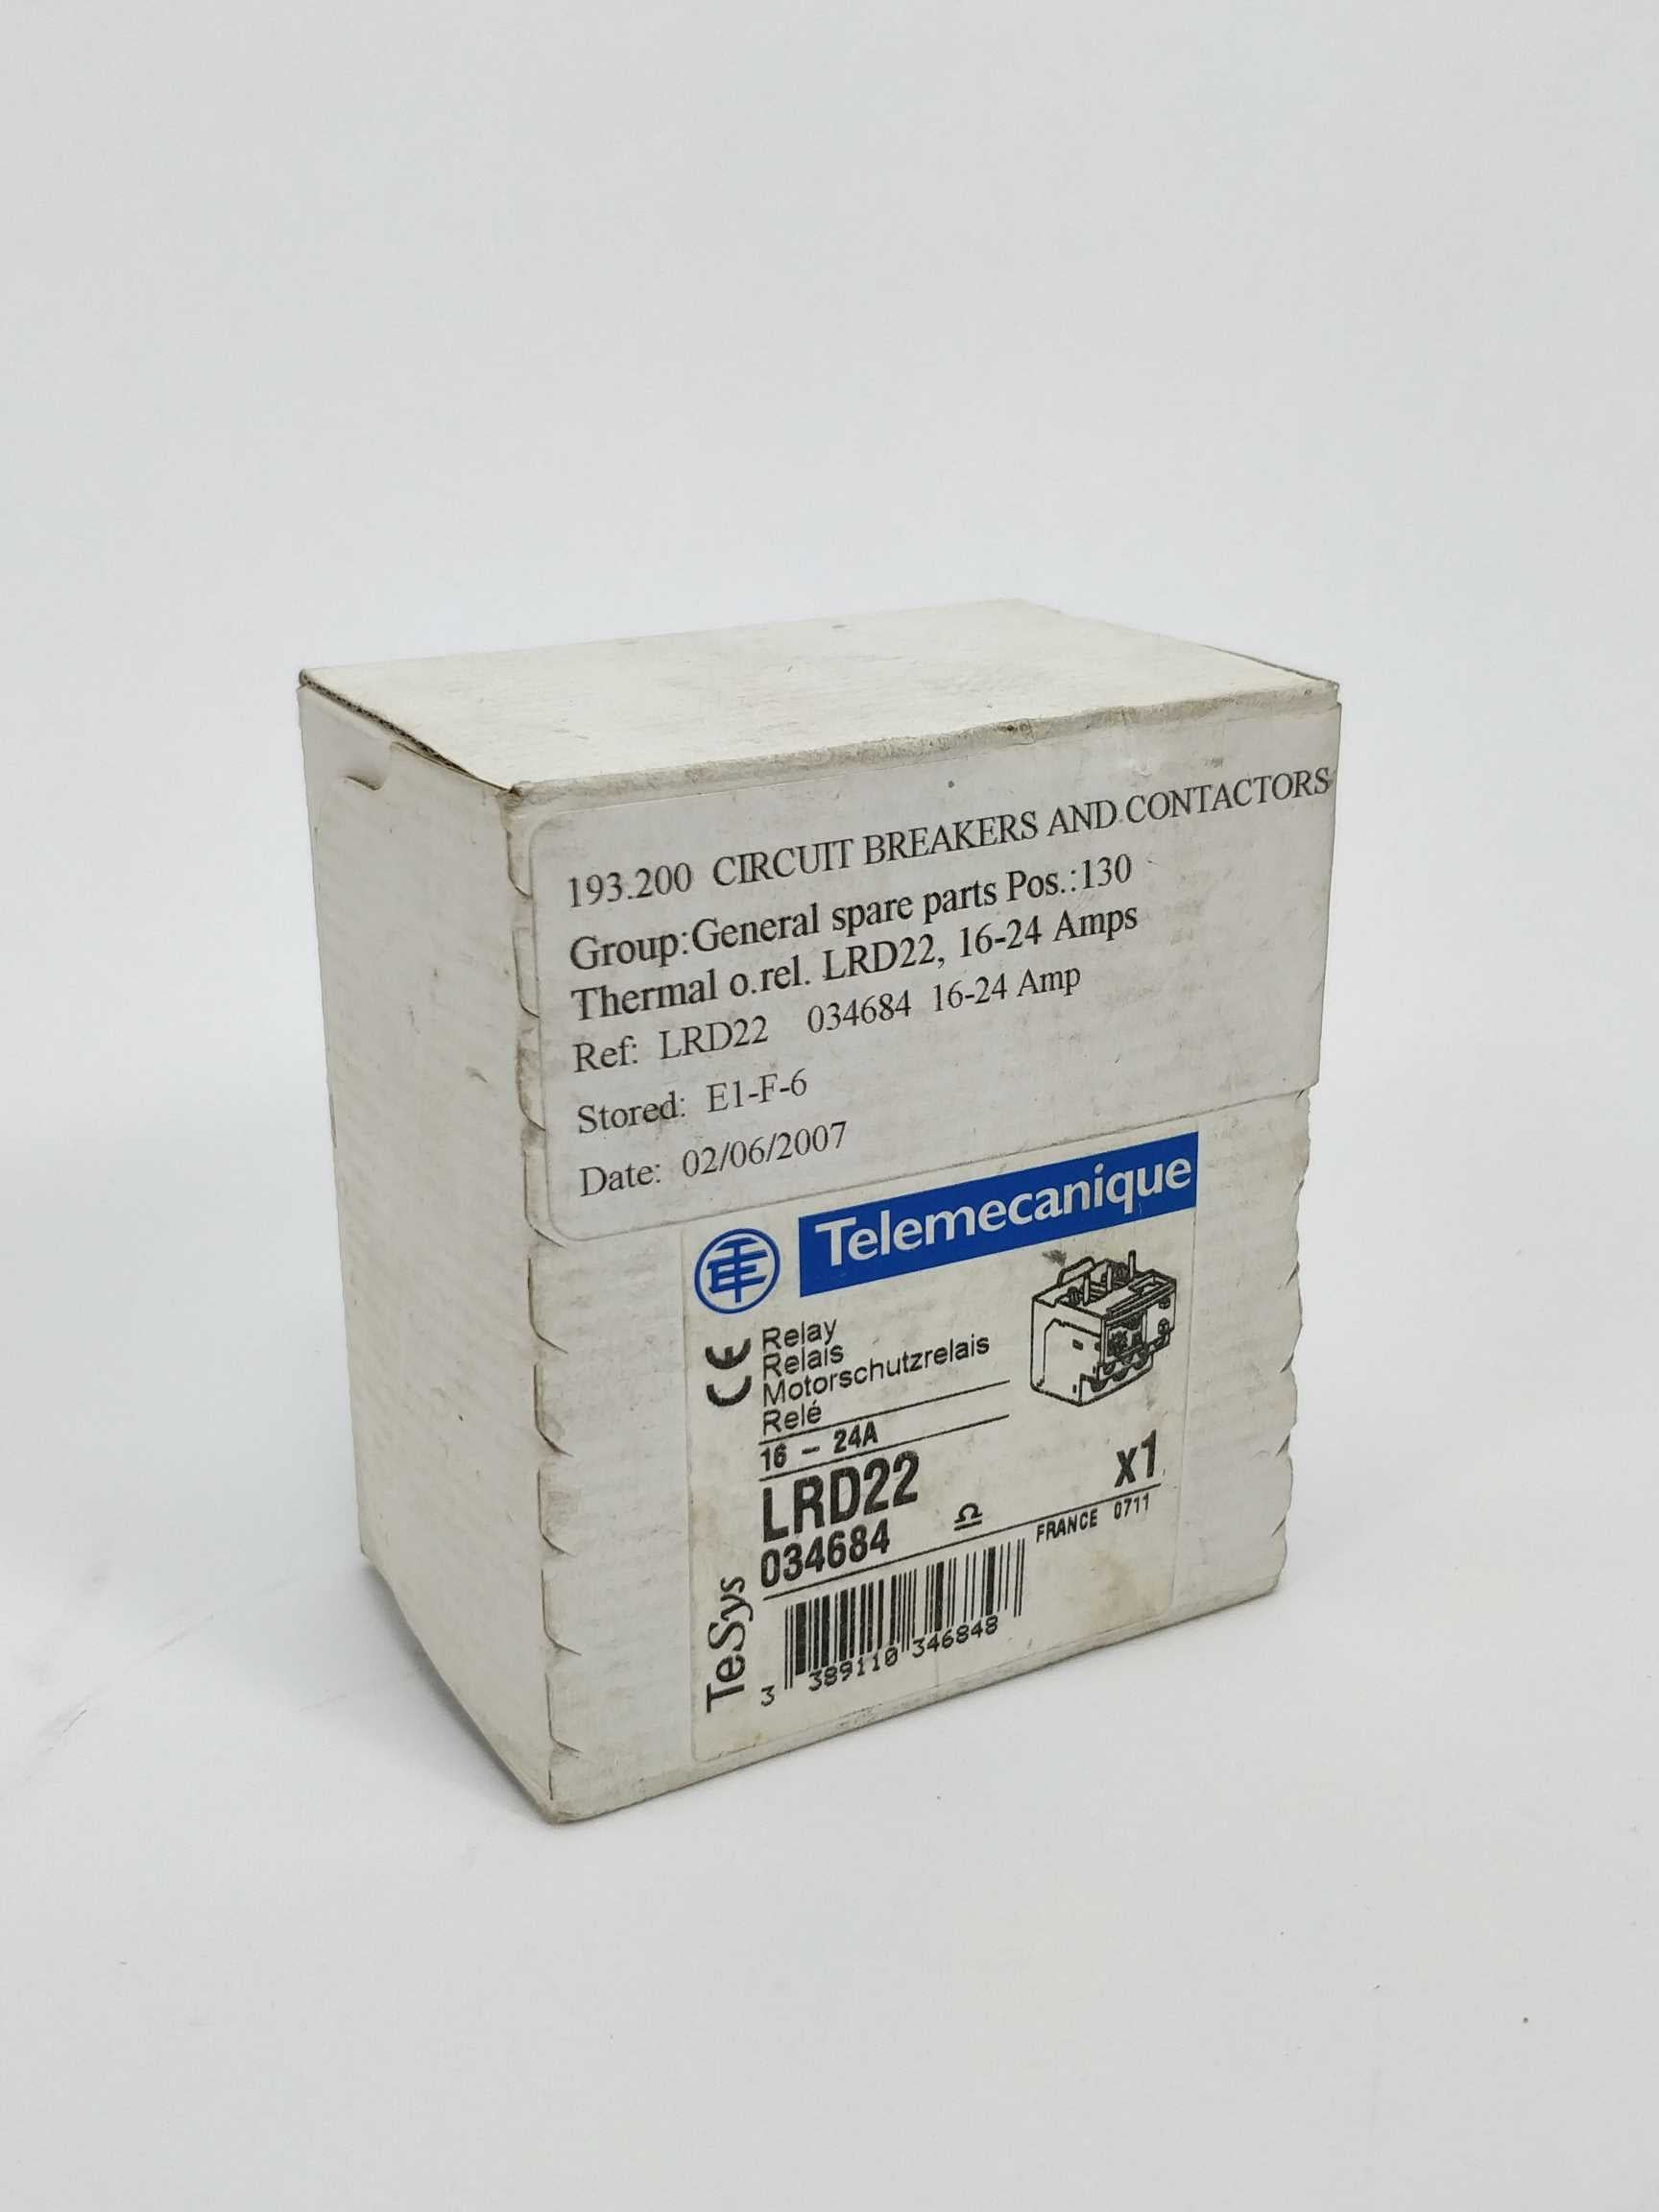 193.200 CIRCUIT BREAKERS AND CONTACTORS
Group:General spare parts Pos.:130
Thermal o.rel. LRD22, 16-24 Amps
Ref: LRD22 034684 16-24 Amp
Stored: E1-F-6
Date: 02/06/2007
Telemecanique
CE
Relay
Relais
Motorschutzrelais
Relé
16 - 24A
LRD22
x1
034684
FRANCE 0711
TeSys
3 389110 346848